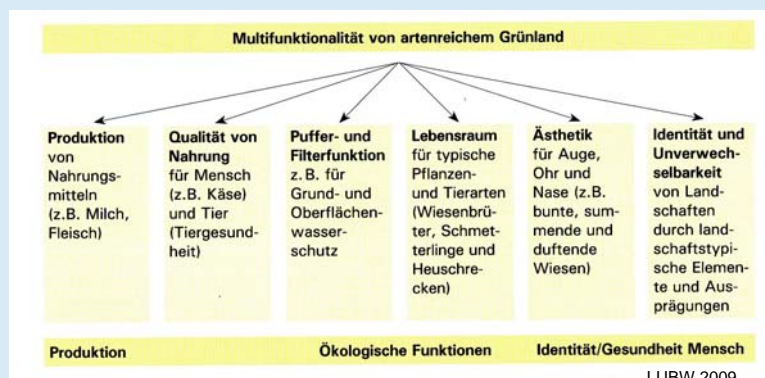 Multifunktionalität von artenreichem Grünland
Produktion
von
Nahrungs-
mitteln
(z.B. Milch,
Fleisch)
Qualität von
Nahrung
für Mensch
(z.B. Käse)
und Tier
(Tiergesund-
heit)
Puffer- und
Filterfunktion
z. B. für
Grund- und
Oberflächen-
wasser-
schutz
Lebensraum
für typische
Pflanzen-
und Tierarten
(Wiesenbrü-
ter, Schmet-
terlinge und
Heuschre-
cken)
Ästhetik
für Auge,
Ohr und
Nase (z.B.
bunte, sum-
mende und
duftende
Wiesen)
Identität und
Unverwech-
selbarkeit
von Land-
schaften
durch land-
schaftstypi-
sche Elemen-
te und Aus-
prägungen
Produktion
Ökologische Funktionen
Identität/Gesundheit Mensch
LUBW 2009